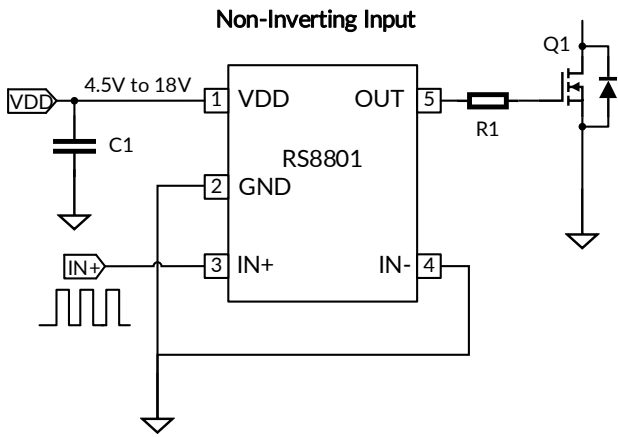 Non-Inverting Input
Q1
VDD
4.5V to 18V
1
VDD
OUT
5
R1
C1
RS8801
2
GND
IN+
3
IN+
IN-
4